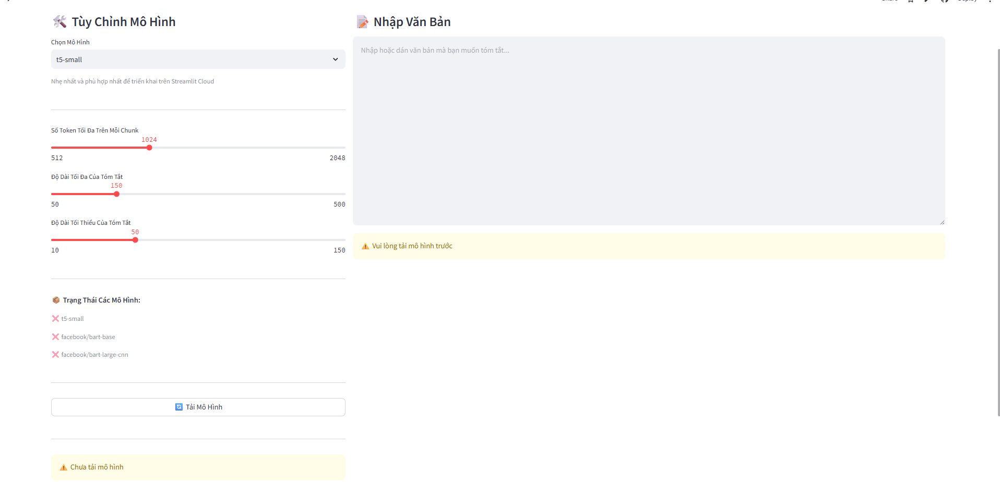 Tùy Chỉnh Mô Hình
Chọn Mô Hình
t5-small
Nhẹ nhất và phù hợp nhất để triển khai trên Streamlit Cloud
Số Token Tối Đa Trên Mỗi Chunk
1024
512 2048
Độ Dài Tối Đa Của Tóm Tắt
150
50 500
Độ Dài Tối Thiểu Của Tóm Tắt
50
10 150
Trạng Thái Các Mô Hình:
t5-small
facebook/bart-base
facebook/bart-large-cnn
Tải Mô Hình
Chưa tải mô hình
Nhập Văn Bản
Nhập hoặc dán văn bản mà bạn muốn tóm tắt...
Vui lòng tải mô hình trước